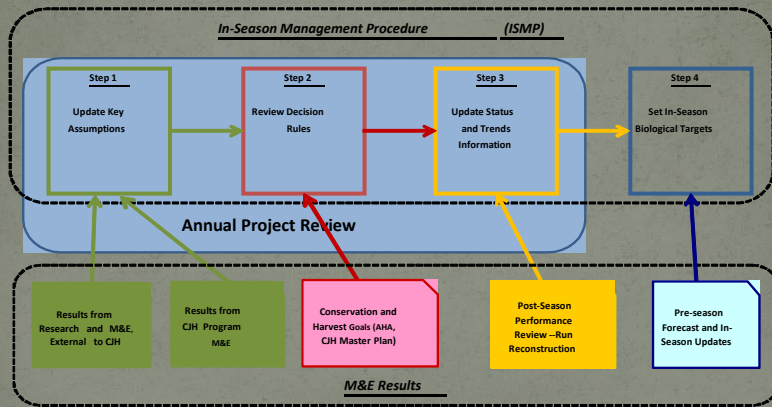 In-Season Management Procedure (ISMP)
Step 1
Update Key
Assumptions
Step 2
Review Decision
Rules
Step 3
Update Status
and Trends
Information
Step 4
Set In-Season
Biological Targets
Annual Project Review
Results from
Research and M&E,
External to CJH
Results from
CJH Program
M&E
Conservation and
Harvest Goals (AHA,
CJH Master Plan)
Post-Season
Performance
Review --Run
Reconstruction
Pre-season
Forecast and In-
Season Updates
M&E Results